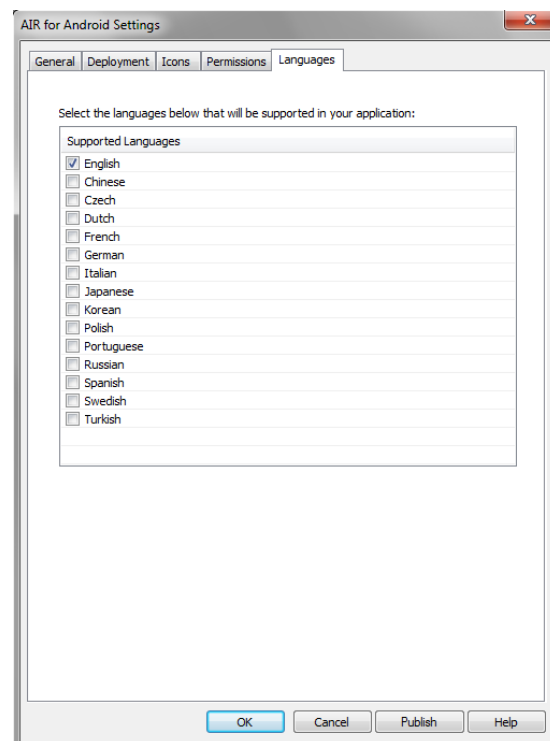 AIR for Android Settings
General Deployment Icons Permissions Languages
Select the languages below that will be supported in your application:
Supported Languages
English
Chinese
Czech
Dutch
French
German
Italian
Japanese
Korean
Polish
Portuguese
Russian
Spanish
Swedish
Turkish
OK Cancel Publish Help